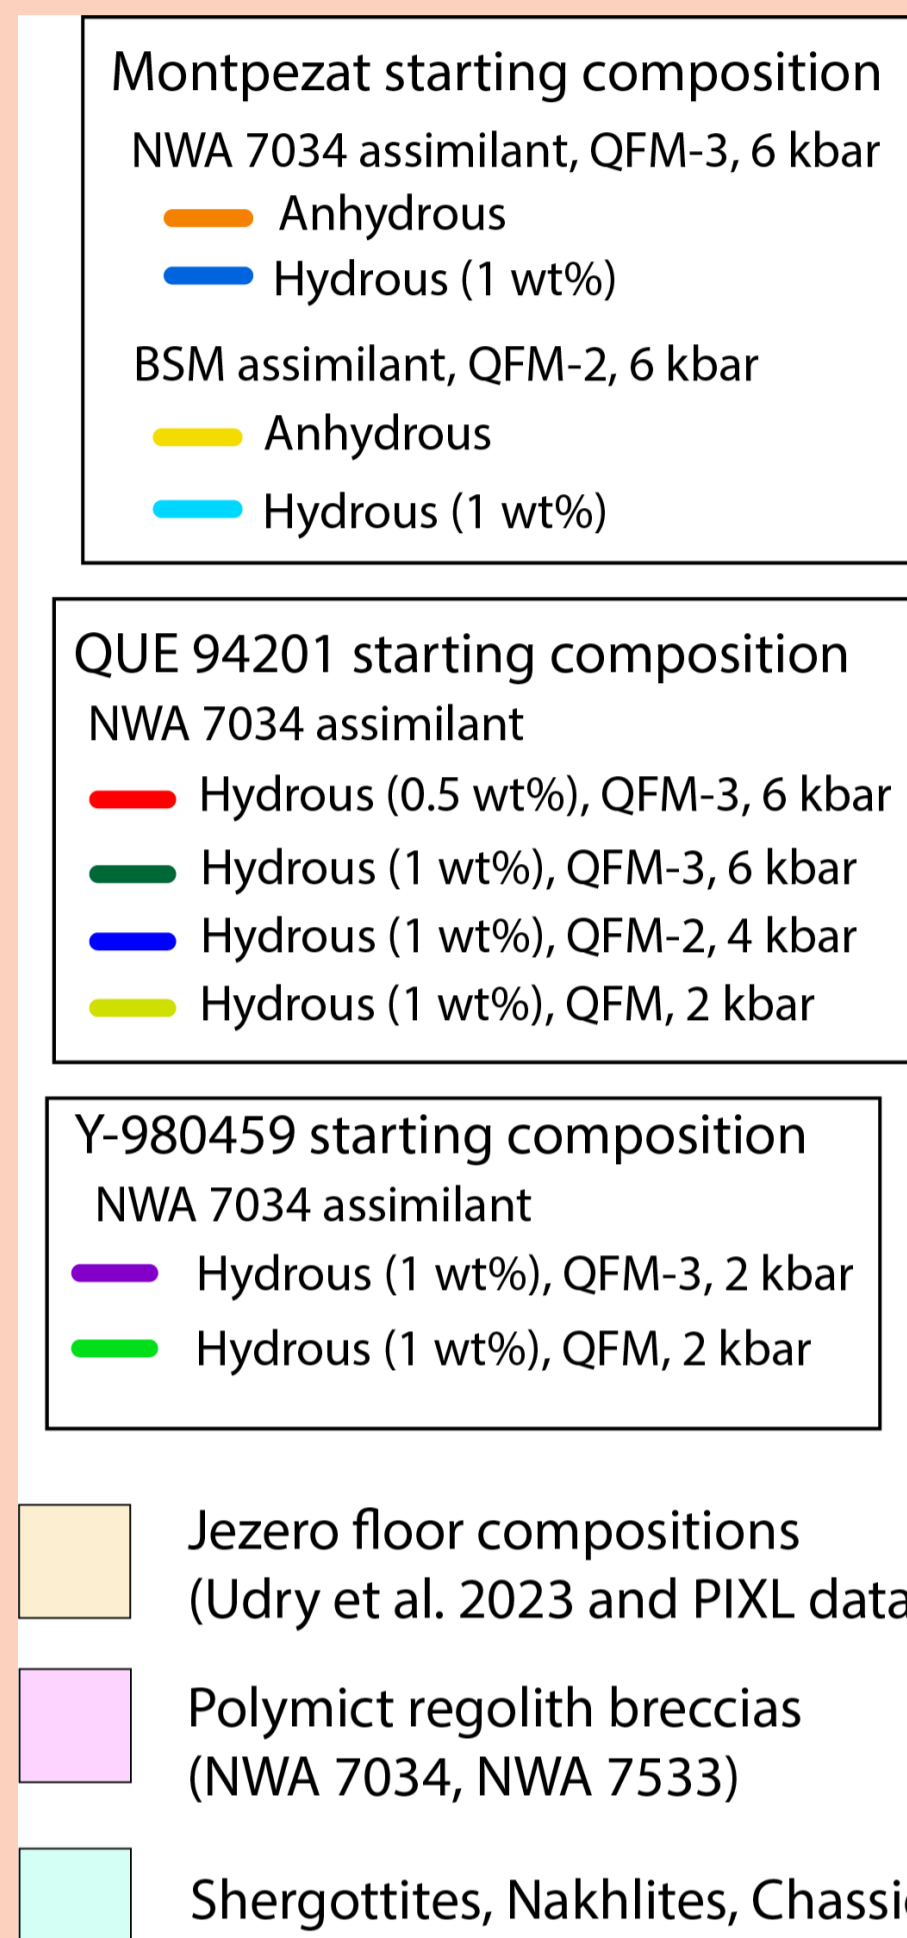 Montpezat starting composition
NWA 7034 assimilant, QFM-3, 6 kbar
Anhydrous
Hydrous (1 wt%)
BSM assimilant, QFM-2, 6 kbar
Anhydrous
Hydrous (1 wt%)
QUE 94201 starting composition
NWA 7034 assimilant
Hydrous (0.5 wt%), QFM-3, 6 kbar
Hydrous (1 wt%), QFM-3, 6 kbar
Hydrous (1 wt%), QFM-2, 4 kbar
Hydrous (1 wt%), QFM, 2 kbar
Y-980459 starting composition
NWA 7034 assimilant
Hydrous (1 wt%), QFM-3, 2 kbar
Hydrous (1 wt%), QFM, 2 kbar
Jezero floor compositions
(Udry et al. 2023 and PIXL data
Polymict regolith breccias
(NWA 7034, NWA 7533)
Shergottites, Nakhlites,